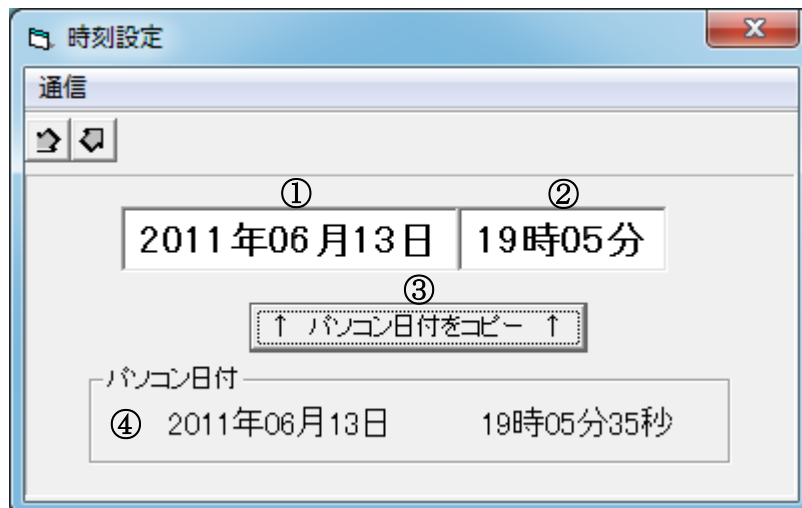 時刻設定
通信
① ②
2011年06月13日 19時05分
③
↑ パソコン日付をコピー ↑
パソコン日付
④ 2011年06月13日 19時05分35秒